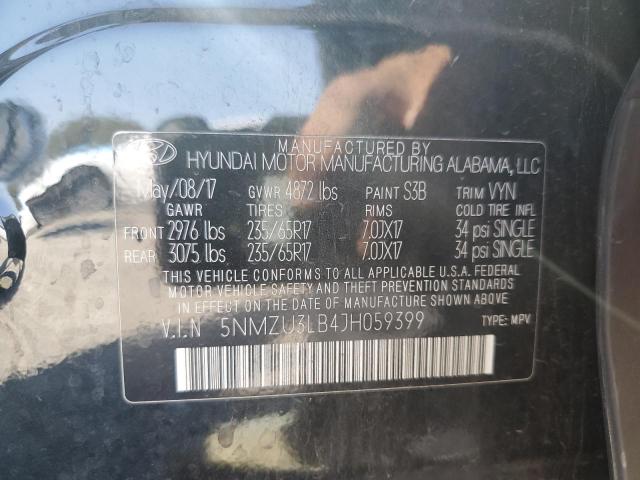 MANUFACTURED BY
HYUNDAI MOTOR MANUFACTURING ALABAMA, LLC
May/08/17 GVWR 4872 lbs PAINT S3B TRIM VYN
GAWR TIRES RIMS COLD TIRE INFL
FRONT 2976 lbs 235/65R17 7.0JX17 34 psi SINGLE
REAR 3075 lbs 235/65R17 7.0JX17 34 psi SINGLE
THIS VEHICLE CONFORMS TO ALL APPLICABLE U.S.A. FEDERAL
MOTOR VEHICLE SAFETY AND THEFT PREVENTION STANDARDS
IN EFFECT ON THE DATE OF MANUFACTURE SHOWN ABOVE.
V.I.N 5NMZU3LB4JH059399 TYPE: MPV